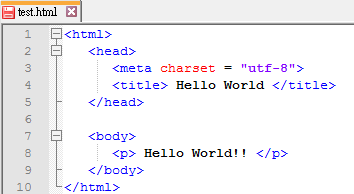 test.html
1 <html>
2 <head>
3 <meta charset = "utf-8">
4 <title> Hello World </title>
5 </head>
6
7 <body>
8 <p> Hello World!! </p>
9 </body>
10 </html>